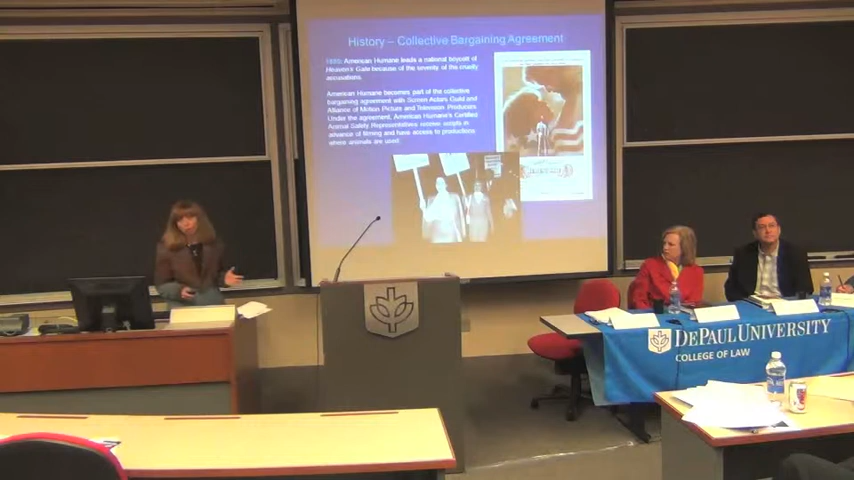 History – Collective Bargaining Agreement
1980: American Humane leads a national boycott of
Heaven's Gate because of the severity of the cruelty
accusations.
American Humane becomes part of the collective
bargaining agreement with Screen Actors Guild and
Alliance of Motion Picture and Television Producers.
Under the agreement, American Humane's Certified
Animal Safety Representatives receive scripts in
advance of filming and have access to productions
where animals are used.
DEPAUL UNIVERSITY
COLLEGE OF LAW